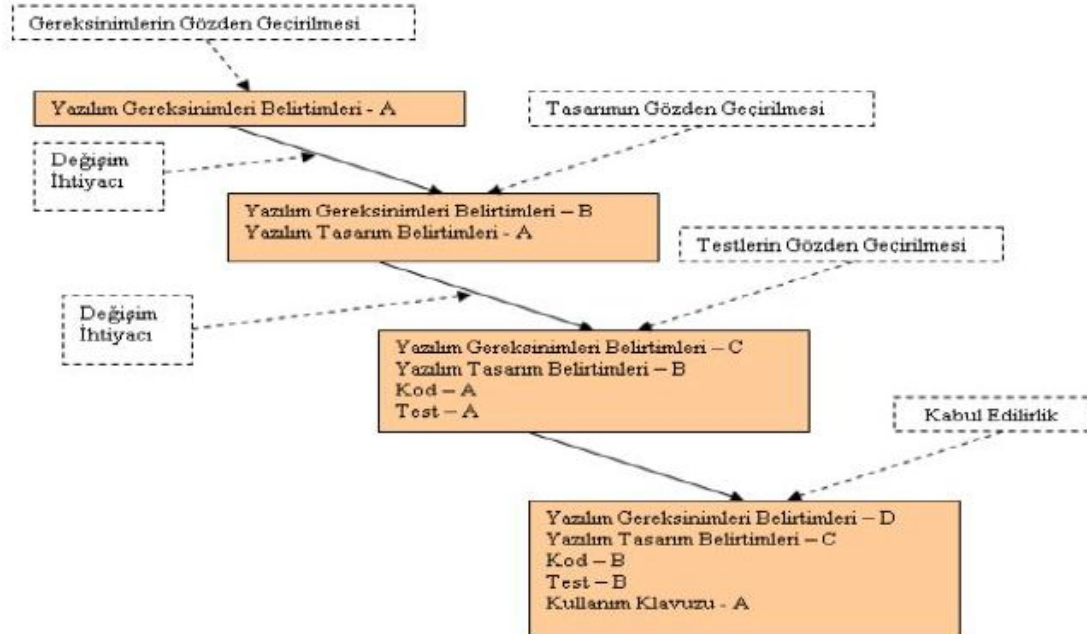 Gereksinimlerin Gözden Geçirilmesi
Yazılım Gereksinimleri Belirtimleri - A
Tasarımın Gözden Geçirilmesi
Değişim
İhtiyacı
Yazılım Gereksinimleri Belirtimleri – B
Yazılım Tasarım Belirtimleri - A
Testlerin Gözden Geçirilmesi
Değişim
İhtiyacı
Yazılım Gereksinimleri Belirtimleri – C
Yazılım Tasarım Belirtimleri – B
Kod – A
Test – A
Kabul Edilirlik
Yazılım Gereksinimleri Belirtimleri – D
Yazılım Tasarım Belirtimleri – C
Kod – B
Test – B
Kullanım Klavuzu - A